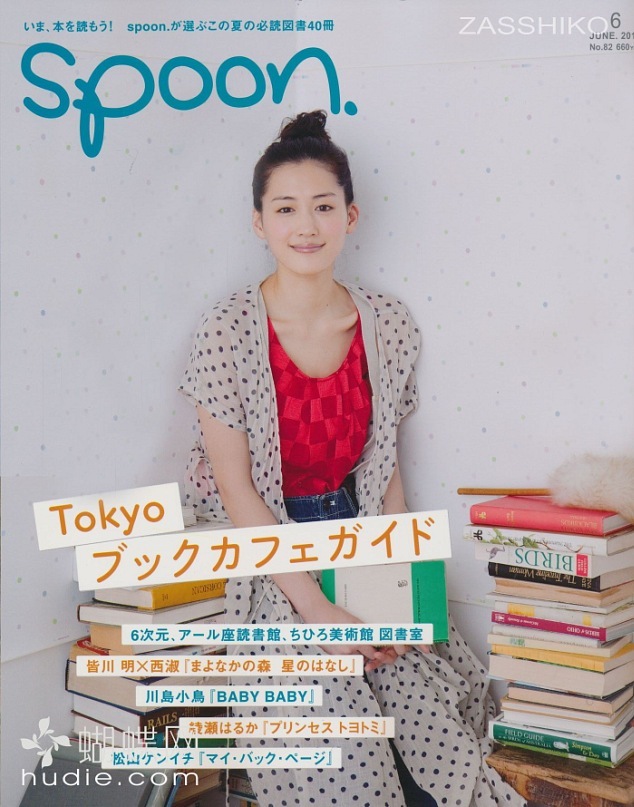 いま、本を読もう! spoon.が選ぶこの夏の必読図書40冊
ZASSHIKO
6
JUNE. 201
No.82 660
spoon.
Tokyo
ブックカフェガイド
6次元、アール座読書館、ちひろ美術館 図書室
皆川 明×西淑『まよなかの森 星のはなし』
川島小鳥『BABY BABY』
綾瀬はるか『プリンセス トヨトミ』
松山ケンイチ『マイ・バック・ページ』
蝴蝶网
hudie.com
CORSICAN
RAILS
BIRDS
BIRDS OF OHIO
FIELD GUIDE